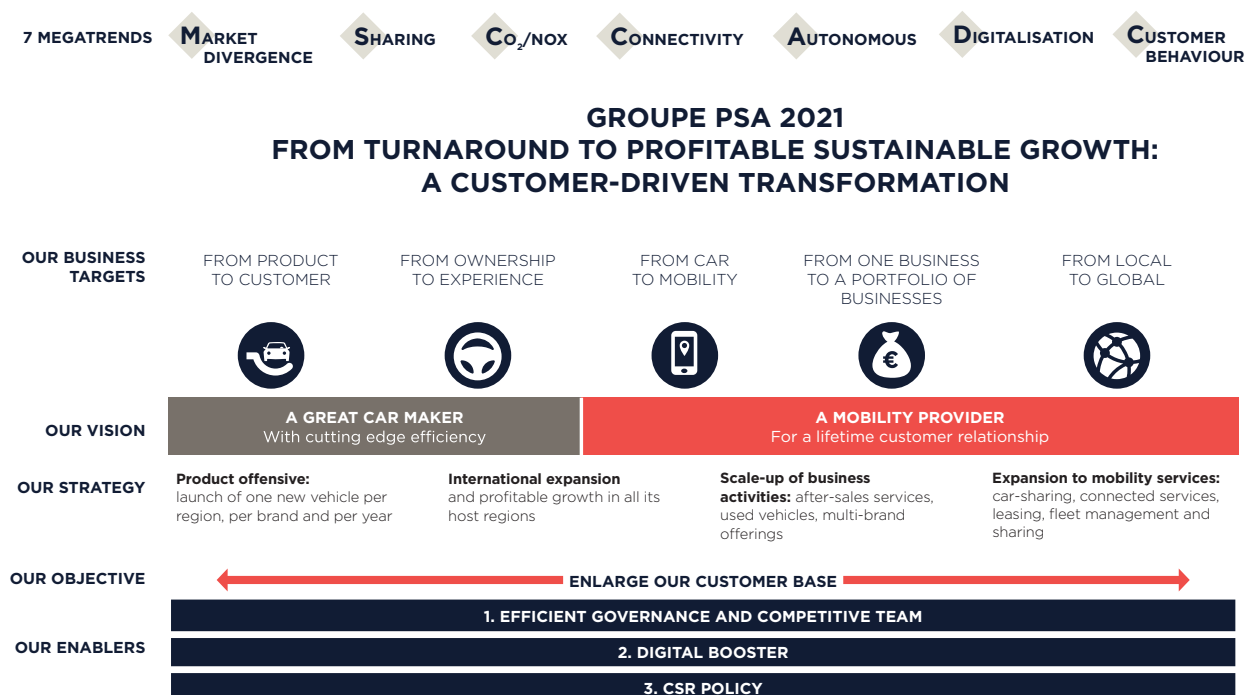 7 MEGATRENDS
MARKET
DIVERGENCE
SHARING
CO₂/NOX
CONNECTIVITY
AUTONOMOUS
DIGITALISATION
CUSTOMER
BEHAVIOUR
GROUPE PSA 2021
FROM TURNAROUND TO PROFITABLE SUSTAINABLE GROWTH:
A CUSTOMER-DRIVEN TRANSFORMATION
OUR BUSINESS
TARGETS
FROM PRODUCT
TO CUSTOMER
FROM OWNERSHIP
TO EXPERIENCE
FROM CAR
TO MOBILITY
FROM ONE BUSINESS
TO A PORTFOLIO OF
BUSINESSES
FROM LOCAL
TO GLOBAL
€
OUR VISION
A GREAT CAR MAKER
With cutting edge efficiency
A MOBILITY PROVIDER
For a lifetime customer relationship
OUR STRATEGY
Product offensive:
launch of one new vehicle per
region, per brand and per year
International expansion
and profitable growth in all its
host regions
Scale-up of business
activities: after-sales services,
used vehicles, multi-brand
offerings
Expansion to mobility services:
car-sharing, connected services,
leasing, fleet management and
sharing
OUR OBJECTIVE
ENLARGE OUR CUSTOMER BASE
OUR ENABLERS
1. EFFICIENT GOVERNANCE AND COMPETITIVE TEAM
2. DIGITAL BOOSTER
3. CSR POLICY